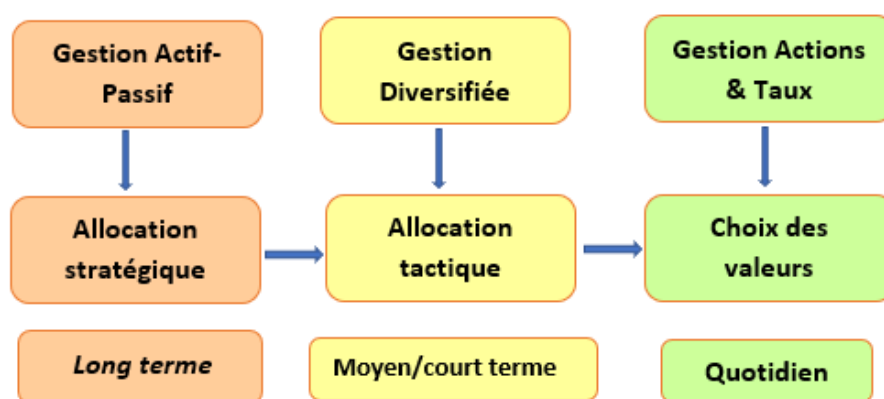 Gestion Actif-
Passif
Gestion
Diversifiée
Gestion Actions
& Taux
Allocation
stratégique
Allocation
tactique
Choix des
valeurs
Long terme
Moyen/court terme
Quotidien